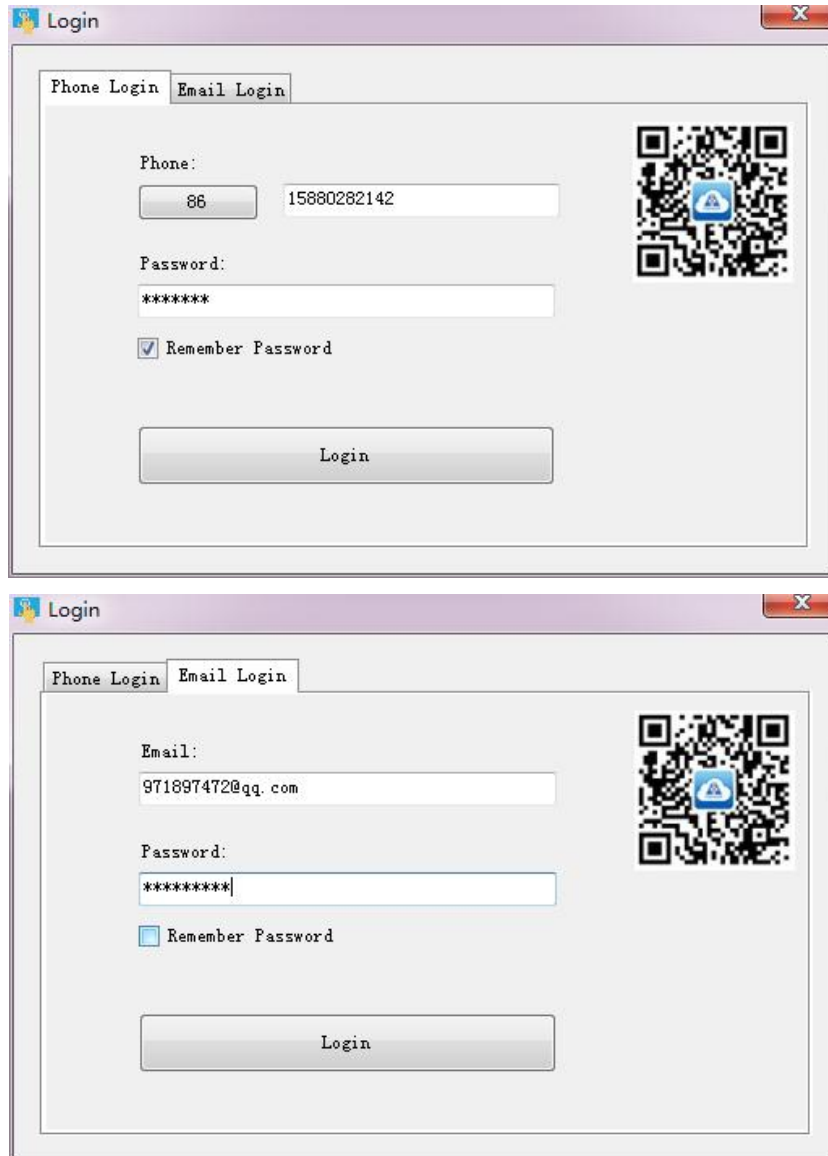 Login
Phone Login Email Login
Phone:
86 15880282142
Password:
*******
Remember Password
Login
Login
Phone Login Email Login
Email:
971897472@qq.com
Password:
*********
Remember Password
Login